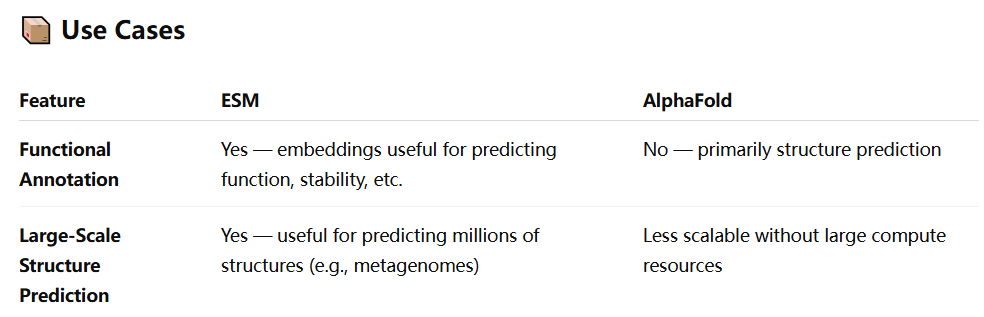 Use Cases
Feature ESM AlphaFold
Functional Annotation
Yes — embeddings useful for predicting
function, stability, etc.
No — primarily structure prediction
Large-Scale
Structure
Prediction
Yes — useful for predicting millions of
structures (e.g., metagenomes)
Less scalable without large compute
resources